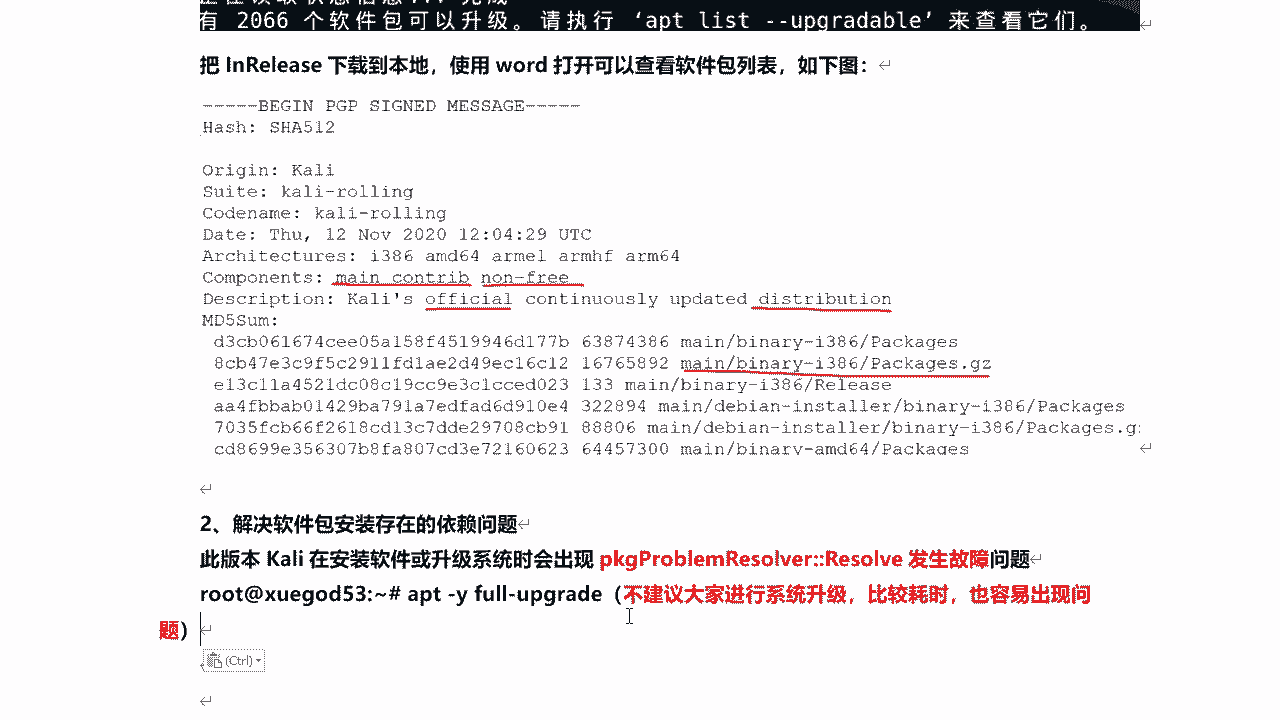 有 2066 个软件包可以升级。请执行 ‘apt list --upgradable’ 来查看它们。
把 InRelease 下载到本地，使用 word 打开可以查看软件包列表，如下图：
-----BEGIN PGP SIGNED MESSAGE-----
Hash: SHA512
Origin: Kali
Suite: kali-rolling
Codename: kali-rolling
Date: Thu, 12 Nov 2020 12:04:29 UTC
Architectures: i386 amd64 armel armhf arm64
Components: main contrib non-free
Description: Kali's official continuously updated distribution
MD5Sum:
d3cb061674cee05a158f4519946d177b 63874386 main/binary-i386/Packages
8cb47e3c9f5c2911fd1ae2d49ec16c12 16765892 main/binary-i386/Packages.gz
e13c11a4521dc08c19cc9e3c1cced023 133 main/binary-i386/Release
aa4fbbab01429ba791a7edfad6d910e4 322894 main/debian-installer/binary-i386/Packages
7035fcb66f2618cd13c7dde29708cb91 88806 main/debian-installer/binary-i386/Packages.g
cd8699e356307b8fa807cd3e72160623 64457300 main/binary-amd64/Packages
2、解决软件包安装存在的依赖问题
此版本 Kali 在安装软件或升级系统时会出现 pkgProblemResolver::Resolve 发生故障问题
root@xuegod53:~# apt -y full-upgrade（不建议大家进行系统升级，比较耗时，也容易出现问
题）
(Ctrl)